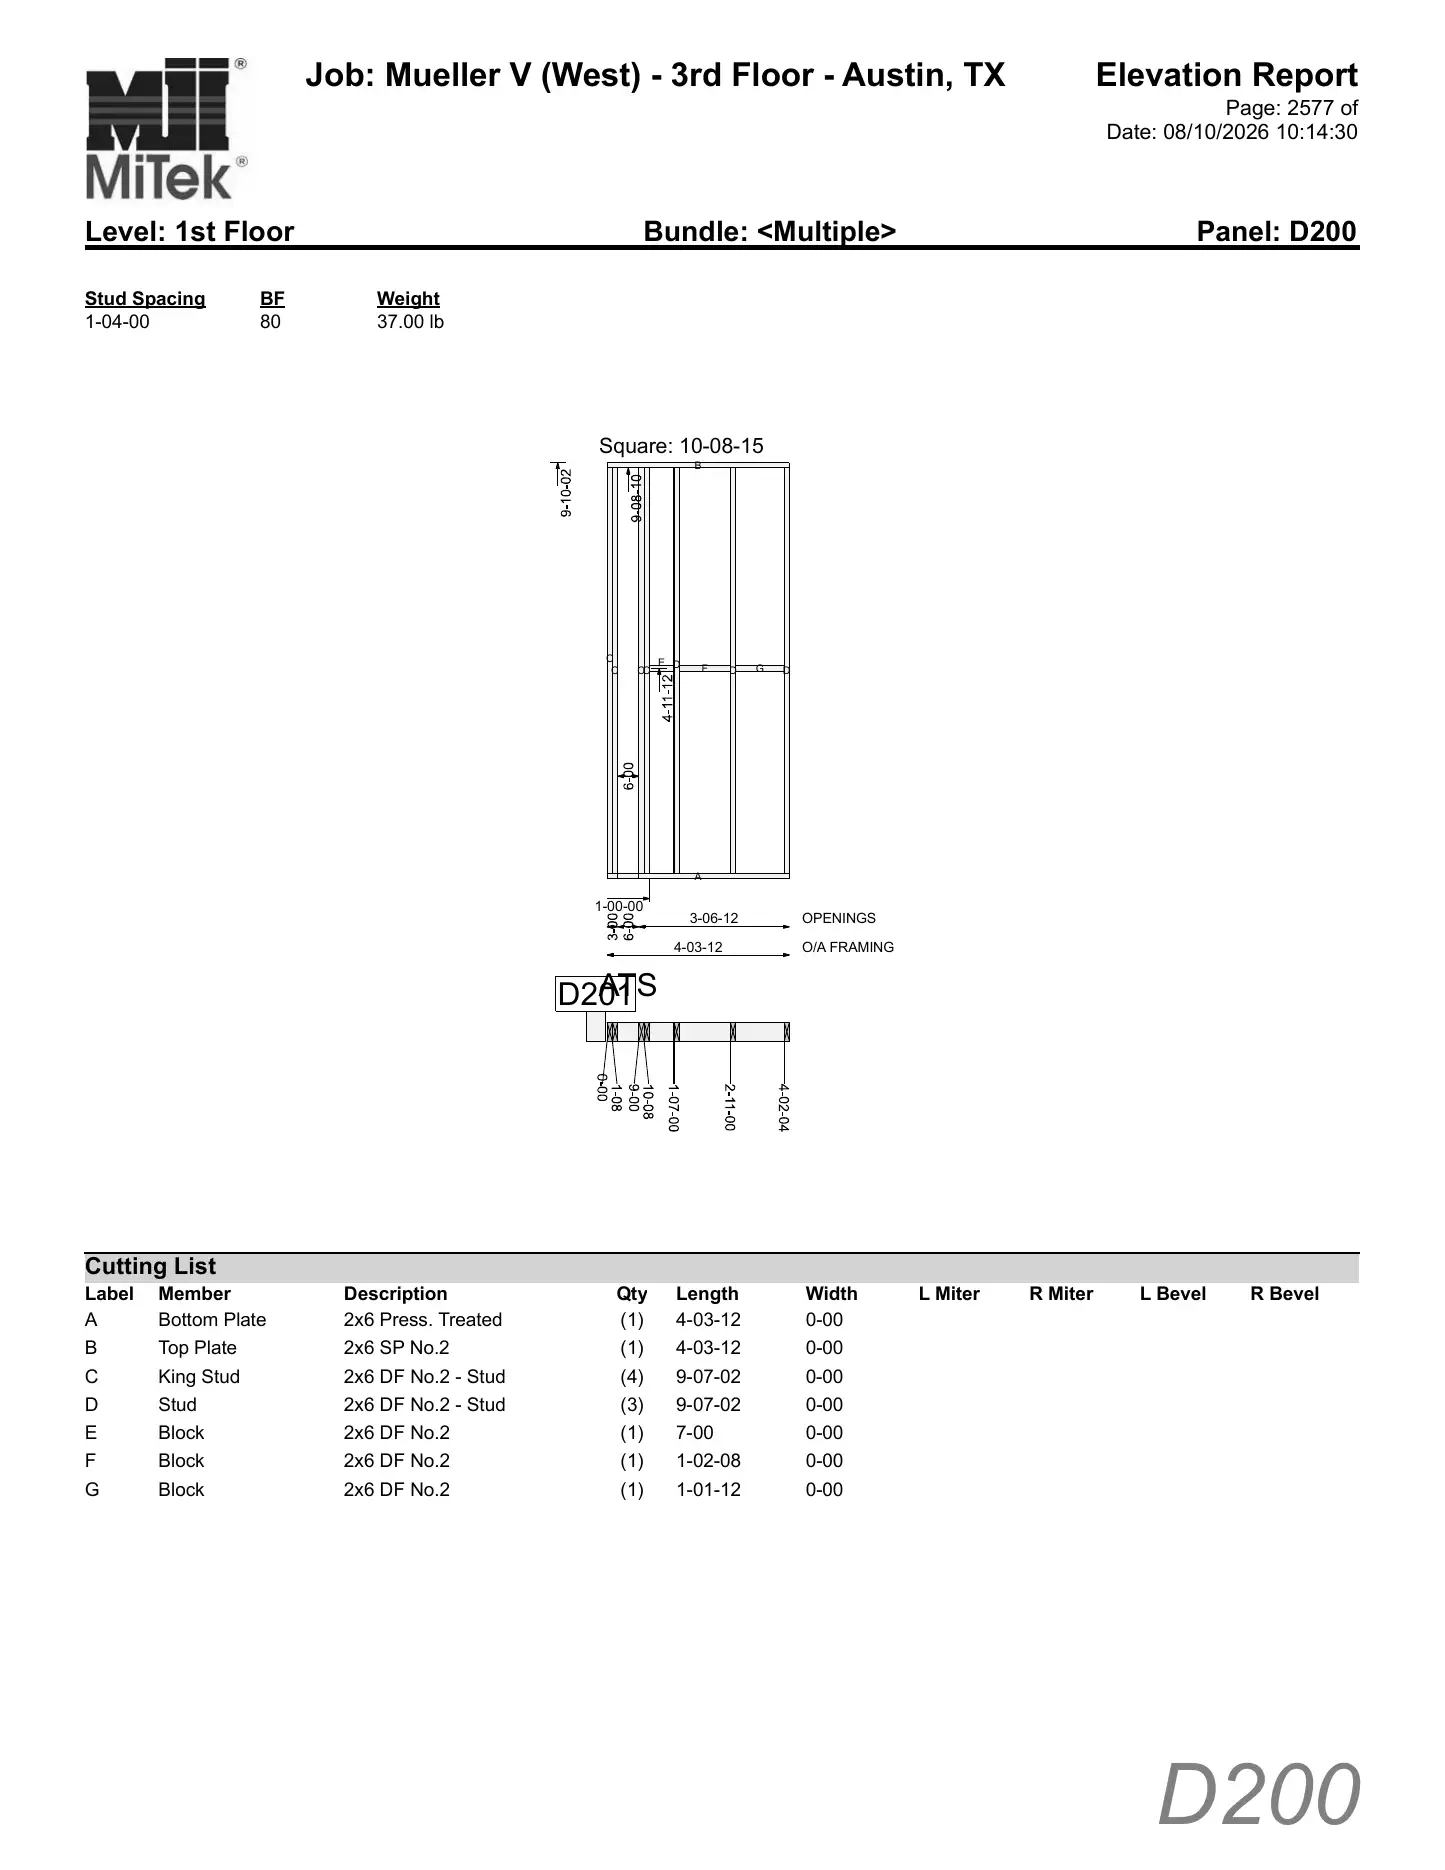 Job: Mueller V (West) - 3rd Floor - Austin, TX
Elevation Report
Page: 2577 of
Date: 08/10/2026 10:14:30
MiTek®
Level: 1st Floor Bundle: <Multiple> Panel: D200
Stud Spacing BF Weight
1-04-00 80 37.00 lb
Square: 10-08-15
B
9-10-02
9-08-10
C
C
C
C
F
D
F
D
G
D
4-11-12
6-00
A
1-00-00
3-00
6-00
3-06-12 OPENINGS
4-03-12 O/A FRAMING
D201
ATS
0-00
1-08
9-00
10-08
1-07-00
2-11-00
4-02-04
Cutting List
Label Member Description Qty Length Width L Miter R Miter L Bevel R Bevel
A Bottom Plate 2x6 Press. Treated (1) 4-03-12 0-00
B Top Plate 2x6 SP No.2 (1) 4-03-12 0-00
C King Stud 2x6 DF No.2 - Stud (4) 9-07-02 0-00
D Stud 2x6 DF No.2 - Stud (3) 9-07-02 0-00
E Block 2x6 DF No.2 (1) 7-00 0-00
F Block 2x6 DF No.2 (1) 1-02-08 0-00
G Block 2x6 DF No.2 (1) 1-01-12 0-00
D200